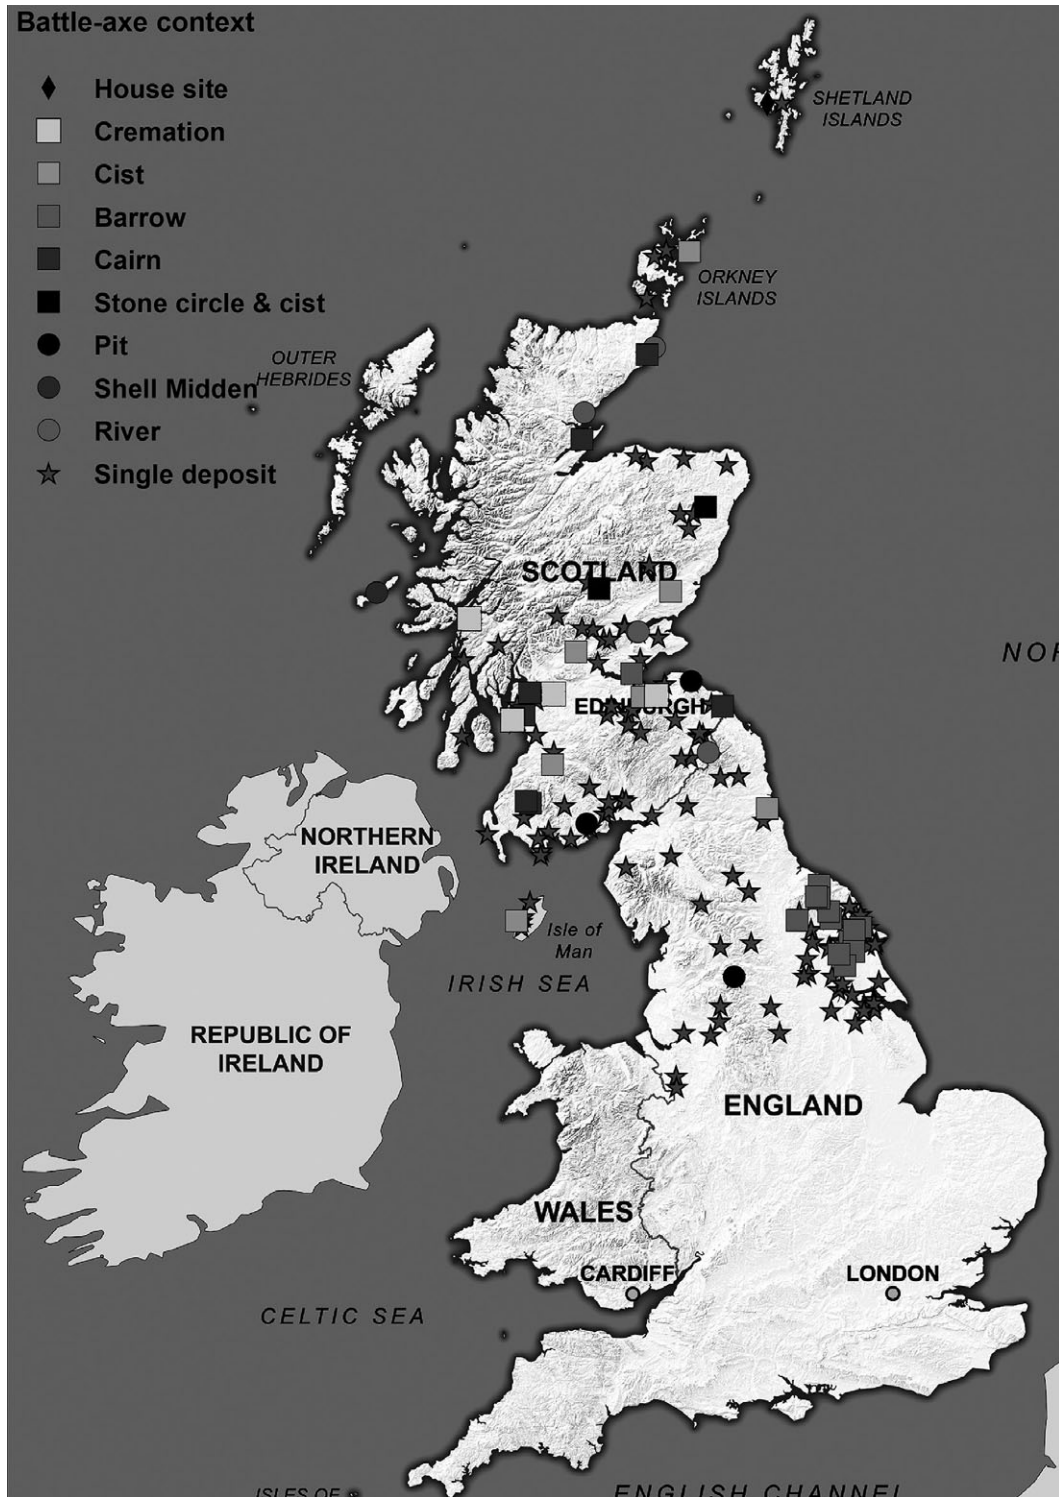 Battle-axe context
House site
Cremation
Cist
Barrow
Cairn
Stone circle & cist
Pit
Shell Midden
River
Single deposit
SHETLAND
ISLANDS
ORKNEY
ISLANDS
OUTER
HEBRIDES
SCOTLAND
NOR
EDINBURGH
NORTHERN
IRELAND
Isle of
Man
IRISH SEA
REPUBLIC OF
IRELAND
ENGLAND
WALES
CARDIFF
LONDON
CELTIC SEA
ISLES OF
ENGLISH CHANNEL